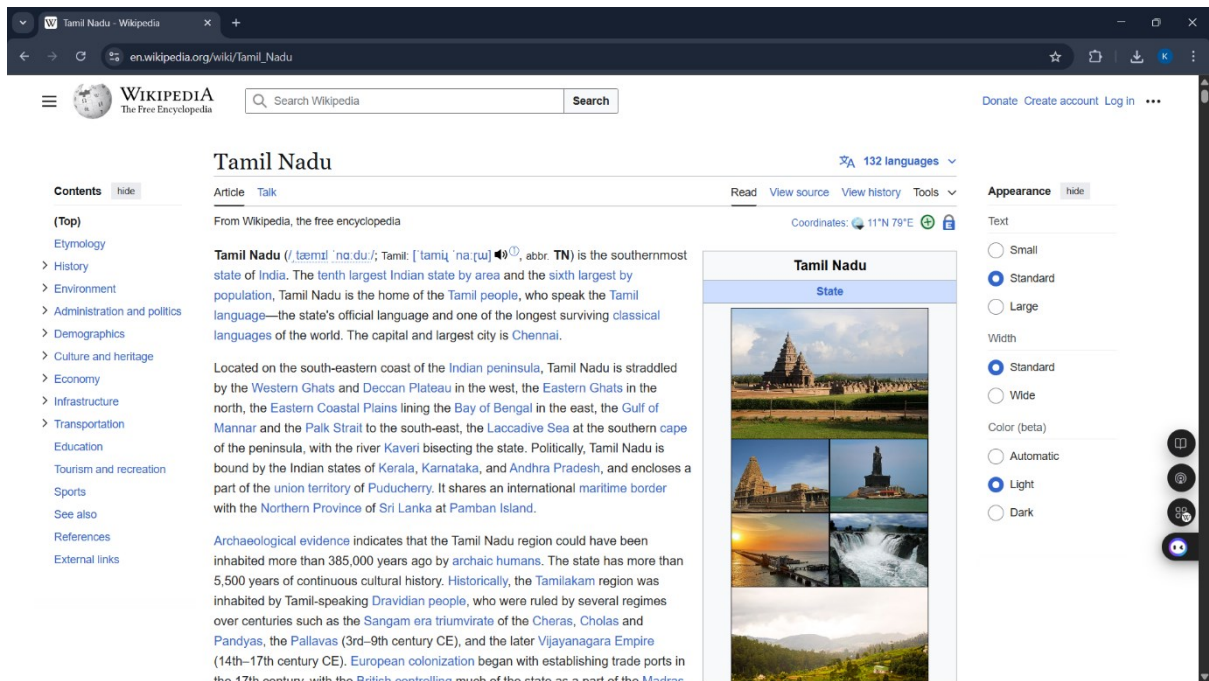 Tamil Nadu - Wikipedia
en.wikipedia.org/wiki/Tamil_Nadu
K
WIKIPEDIA
The Free Encyclopedia
Search Wikipedia
Search
Donate Create account Log in
Tamil Nadu
132 languages
Article Talk
Read View source View history Tools
From Wikipedia, the free encyclopedia
Coordinates: 11°N 79°E
Contents hide
(Top)
Etymology
History
Environment
Administration and politics
Demographics
Culture and heritage
Economy
Infrastructure
Transportation
Education
Tourism and recreation
Sports
See also
References
External links
Tamil Nadu (/ˌtæmɪl ˈnɑːduː/; Tamil: [ˈtamiɻ ˈnaːɽɯ], abbr. TN) is the southernmost
state of India. The tenth largest Indian state by area and the sixth largest by
population, Tamil Nadu is the home of the Tamil people, who speak the Tamil
language—the state's official language and one of the longest surviving classical
languages of the world. The capital and largest city is Chennai.
Located on the south-eastern coast of the Indian peninsula, Tamil Nadu is straddled
by the Western Ghats and Deccan Plateau in the west, the Eastern Ghats in the
north, the Eastern Coastal Plains lining the Bay of Bengal in the east, the Gulf of
Mannar and the Palk Strait to the south-east, the Laccadive Sea at the southern cape
of the peninsula, with the river Kaveri bisecting the state. Politically, Tamil Nadu is
bound by the Indian states of Kerala, Karnataka, and Andhra Pradesh, and encloses a
part of the union territory of Puducherry. It shares an international maritime border
with the Northern Province of Sri Lanka at Pamban Island.
Archaeological evidence indicates that the Tamil Nadu region could have been
inhabited more than 385,000 years ago by archaic humans. The state has more than
5,500 years of continuous cultural history. Historically, the Tamilakam region was
inhabited by Tamil-speaking Dravidian people, who were ruled by several regimes
over centuries such as the Sangam era triumvirate of the Cheras, Cholas and
Pandyas, the Pallavas (3rd–9th century CE), and the later Vijayanagara Empire
(14th–17th century CE). European colonization began with establishing trade ports in
the 17th century, with the British controlling much of the state as a part of the Madras
Tamil Nadu
State
Appearance hide
Text
Small
Standard
Large
Width
Standard
Wide
Color (beta)
Automatic
Light
Dark